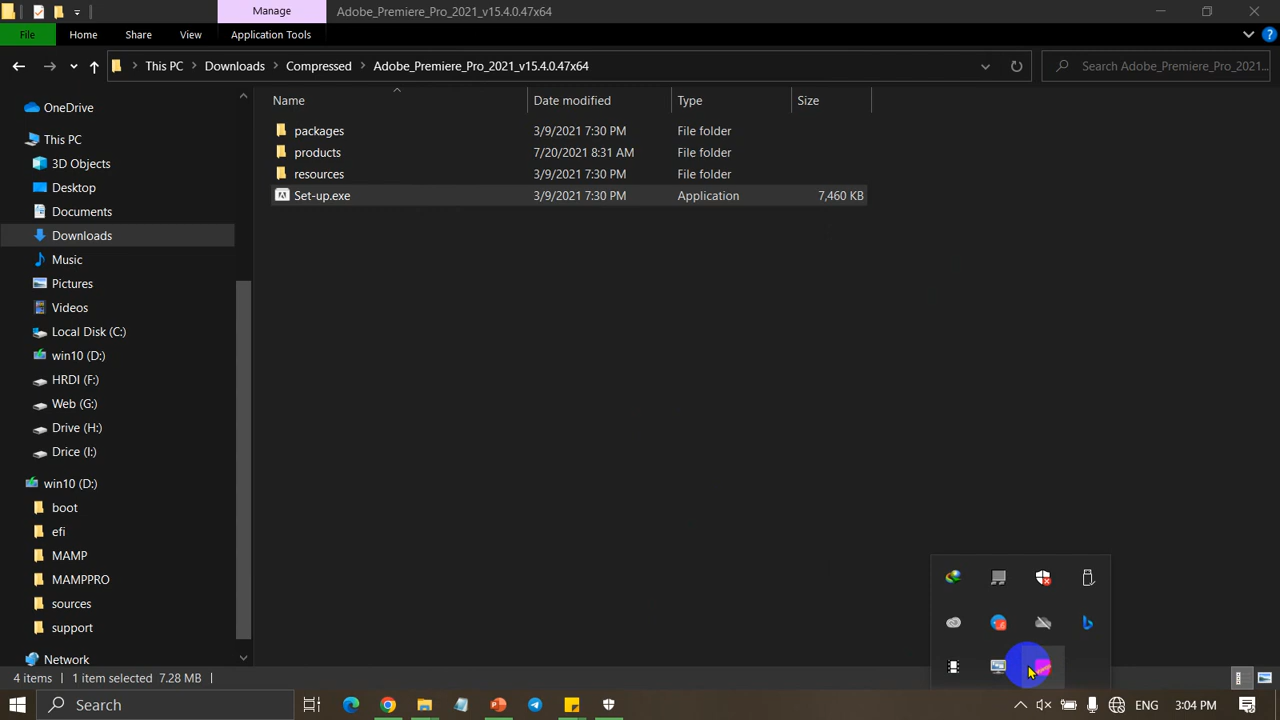 Manage
Adobe_Premiere_Pro_2021_v15.4.0.47x64
File
Home
Share
View
Application Tools
This PC
Downloads
Compressed
Adobe_Premiere_Pro_2021_v15.4.0.47x64
Search Adobe_Premiere_Pro_2021...
Name
Date modified
Type
Size
packages
3/9/2021 7:30 PM
File folder
products
7/20/2021 8:31 AM
File folder
resources
3/9/2021 7:30 PM
File folder
Set-up.exe
3/9/2021 7:30 PM
Application
7,460 KB
OneDrive
This PC
3D Objects
Desktop
Documents
Downloads
Music
Pictures
Videos
Local Disk (C:)
win10 (D:)
HRDI (F:)
Web (G:)
Drive (H:)
Drice (I:)
win10 (D:)
boot
efi
MAMP
MAMPPRO
sources
support
Network
4 items
1 item selected 7.28 MB
Search
ENG
3:04 PM